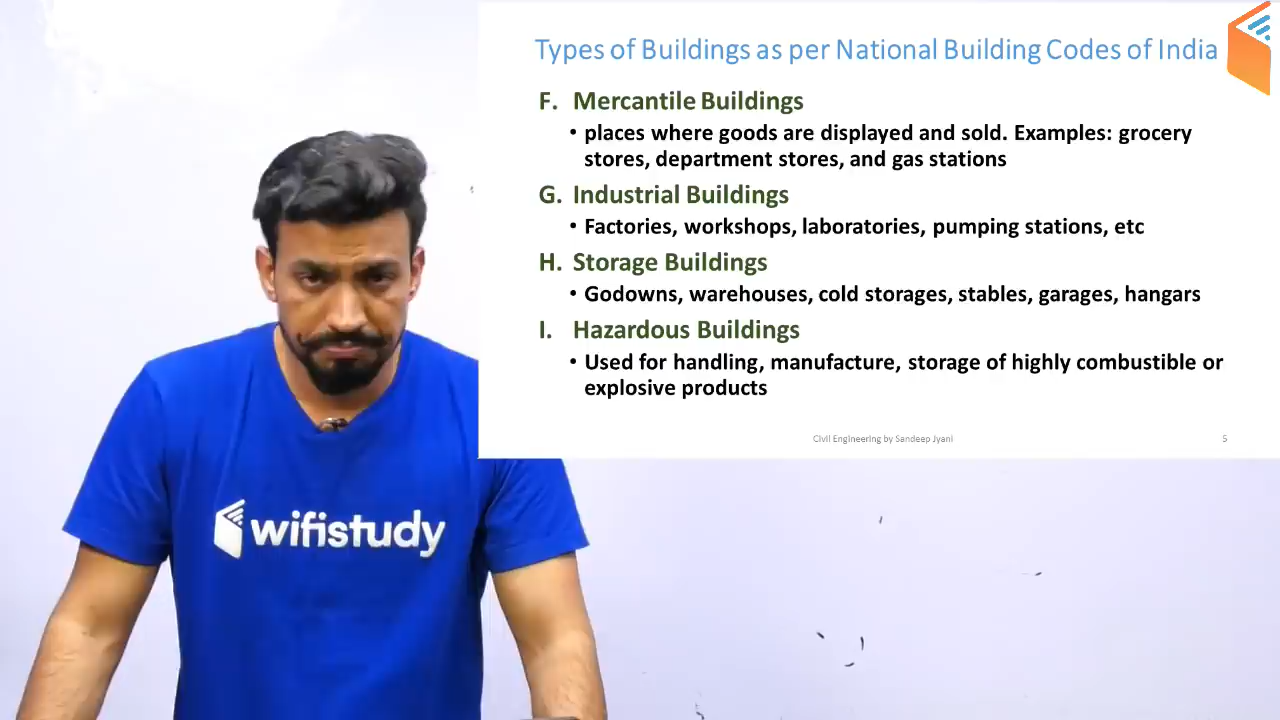 Types of Buildings as per National Building Codes of India
F. Mercantile Buildings
• places where goods are displayed and sold. Examples: grocery
stores, department stores, and gas stations
G. Industrial Buildings
• Factories, workshops, laboratories, pumping stations, etc
H. Storage Buildings
• Godowns, warehouses, cold storages, stables, garages, hangars
I. Hazardous Buildings
• Used for handling, manufacture, storage of highly combustible or
explosive products
Civil Engineering by Sandeep Jyani
5
wifistudy